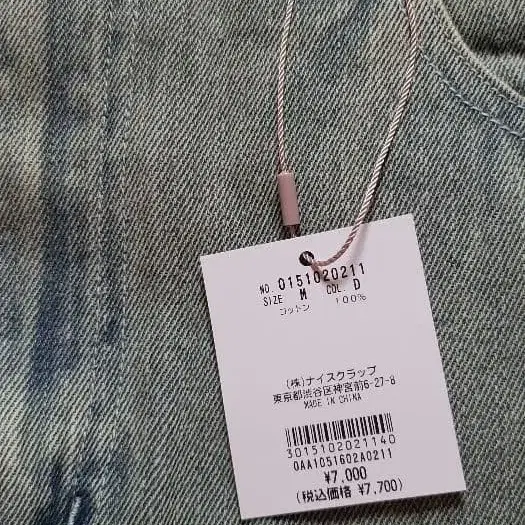 NO. 0151020211
SIZE M COL. D
コットン 100%
(株)ナイスクラップ
東京都渋谷区神宮前6-27-8
MADE IN CHINA
3015102021140
0AA1051602A0211
¥7,000
(税込価格 ¥7,700)